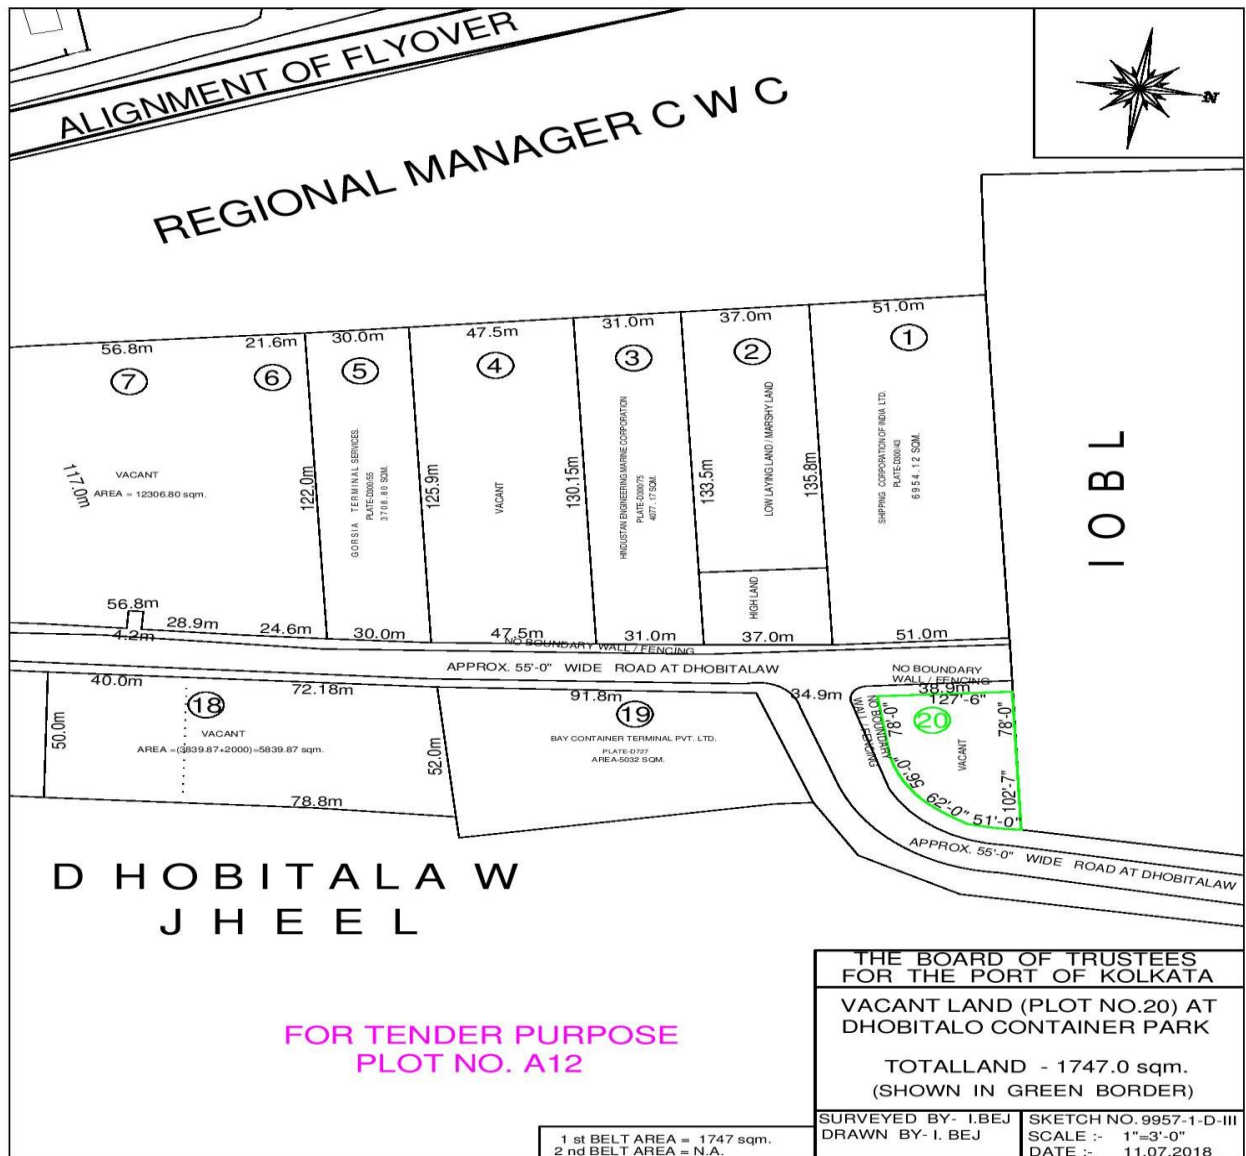 ALIGNMENT OF FLYOVER
REGIONAL MANAGER C W C
N
56.8m
21.6m
30.0m
47.5m
31.0m
37.0m
51.0m
7
6
5
4
3
2
1
117.0m
VACANT
AREA = 12306.80 sqm.
122.0m
GORSIA TERMINAL SERVICES
PLATE-D300/55
3708.80 SQM.
125.9m
VACANT
130.15m
HINDUSTAN ENGINEERING MARINE CORPORATION
PLATE-D300/75
4077.17 SQM.
133.5m
LOW LAYING LAND / MARSHY LAND
HIGH LAND
135.8m
SHIPPING CORPORATION OF INDIA LTD.
PLATE-D300/43
6954.12 SQM.
I O B L
56.8m
4.2m
28.9m
24.6m
30.0m
47.5m
31.0m
37.0m
51.0m
NO BOUNDARY WALL / FENCING
APPROX. 55'-0" WIDE ROAD AT DHOBITALAW
NO BOUNDARY
WALL / FENCING
40.0m
72.18m
91.8m
34.9m
38.9m
127'-6"
18
VACANT
AREA =(3839.87+2000)=5839.87 sqm.
50.0m
78.8m
52.0m
19
BAY CONTAINER TERMINAL PVT. LTD.
PLATE-D727
AREA-5032 SQM.
NO BOUNDARY
WALL / FENCING
20
VACANT
78'-0"
56'-0"
62'-0"
51'-0"
78'-0"
102'-7"
APPROX. 55'-0" WIDE ROAD AT DHOBITALAW
D HOBITALA W
J H E E L
FOR TENDER PURPOSE
PLOT NO. A12
THE BOARD OF TRUSTEES
FOR THE PORT OF KOLKATA
VACANT LAND (PLOT NO.20) AT
DHOBITALO CONTAINER PARK
TOTALLAND - 1747.0 sqm.
(SHOWN IN GREEN BORDER)
SURVEYED BY- I.BEJ
DRAWN BY- I. BEJ
SKETCH NO. 9957-1-D-III
SCALE :- 1"=3'-0"
DATE :- 11.07.2018
1 st BELT AREA = 1747 sqm.
2 nd BELT AREA = N.A.